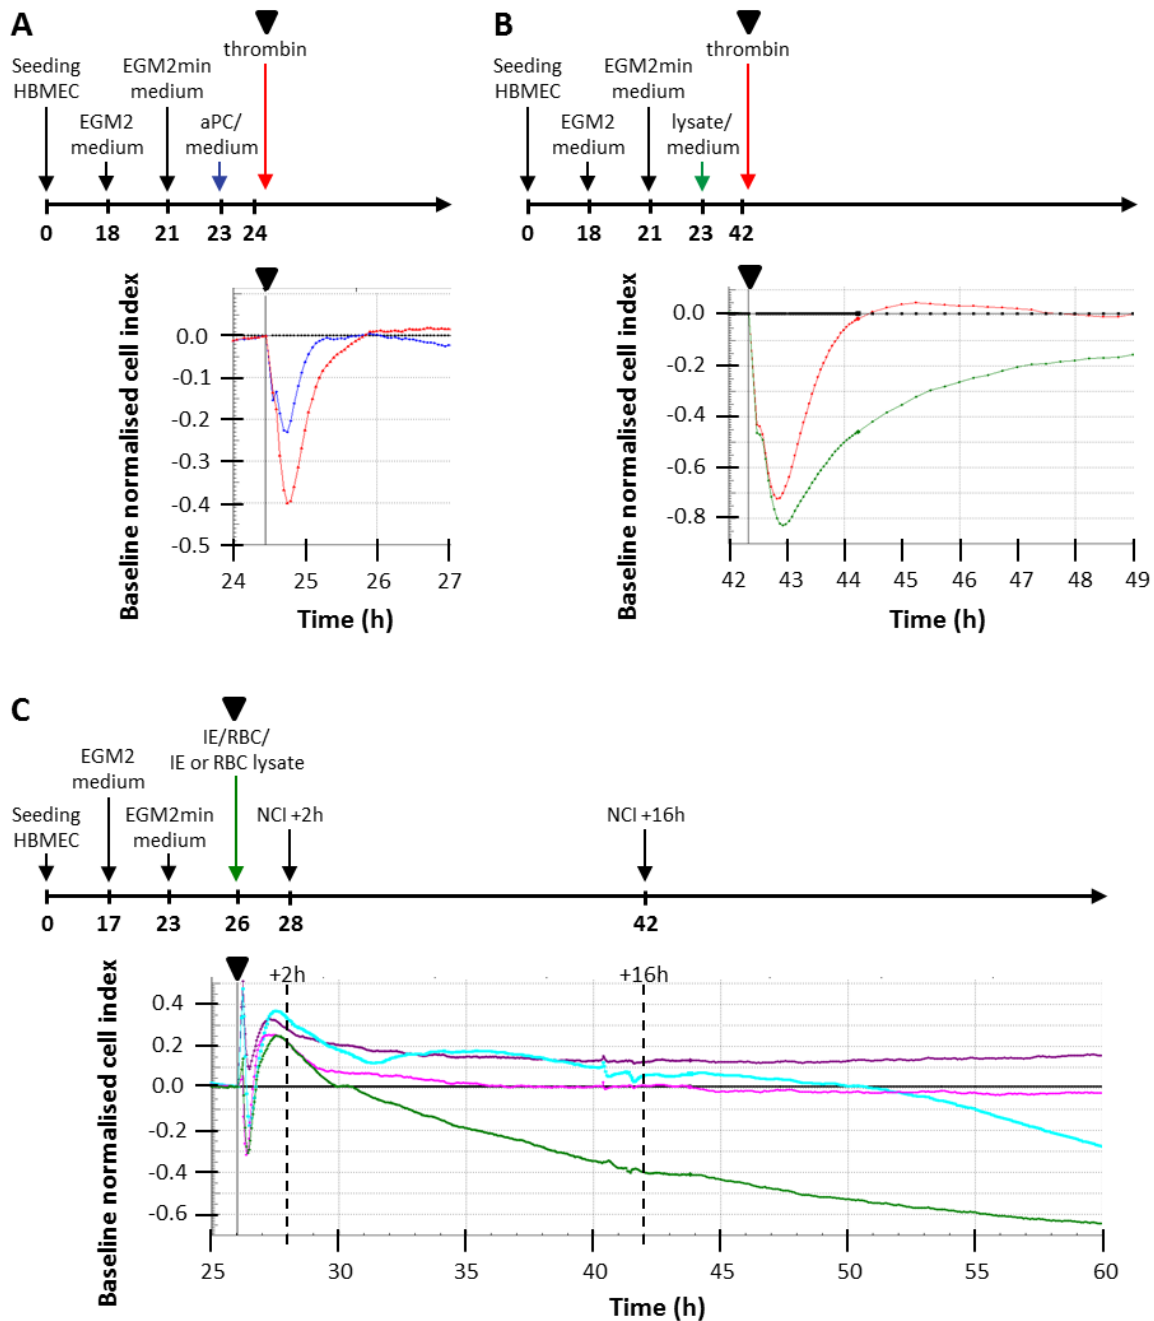 A
thrombin
Seeding
HBMEC
EGM2min
medium
EGM2
medium
aPC/
medium
0 18 21 23 24
Baseline normalised cell index
0.0
-0.1
-0.2
-0.3
-0.4
-0.5
24 25 26 27
Time (h)
B
thrombin
Seeding
HBMEC
EGM2min
medium
EGM2
medium
lysate/
medium
0 18 21 23 42
Baseline normalised cell index
0.0
-0.2
-0.4
-0.6
-0.8
42 43 44 45 46 47 48 49
Time (h)
C
IE/RBC/
IE or RBC lysate
EGM2
medium
Seeding
HBMEC
EGM2min
medium
NCI +2h
NCI +16h
0 17 23 26 28 42
Baseline normalised cell index
+2h +16h
0.4
0.2
0.0
-0.2
-0.4
-0.6
25 30 35 40 45 50 55 60
Time (h)